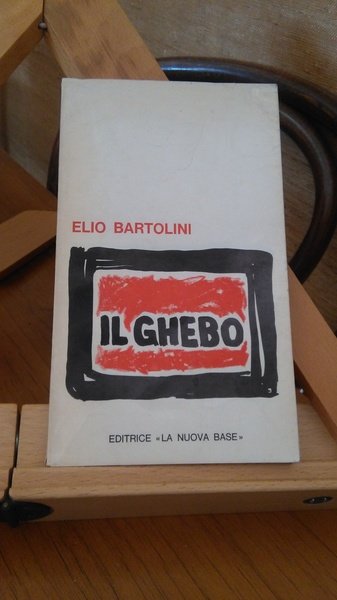 ELIO BARTOLINI
IL GHEBO
EDITRICE «LA NUOVA BASE»